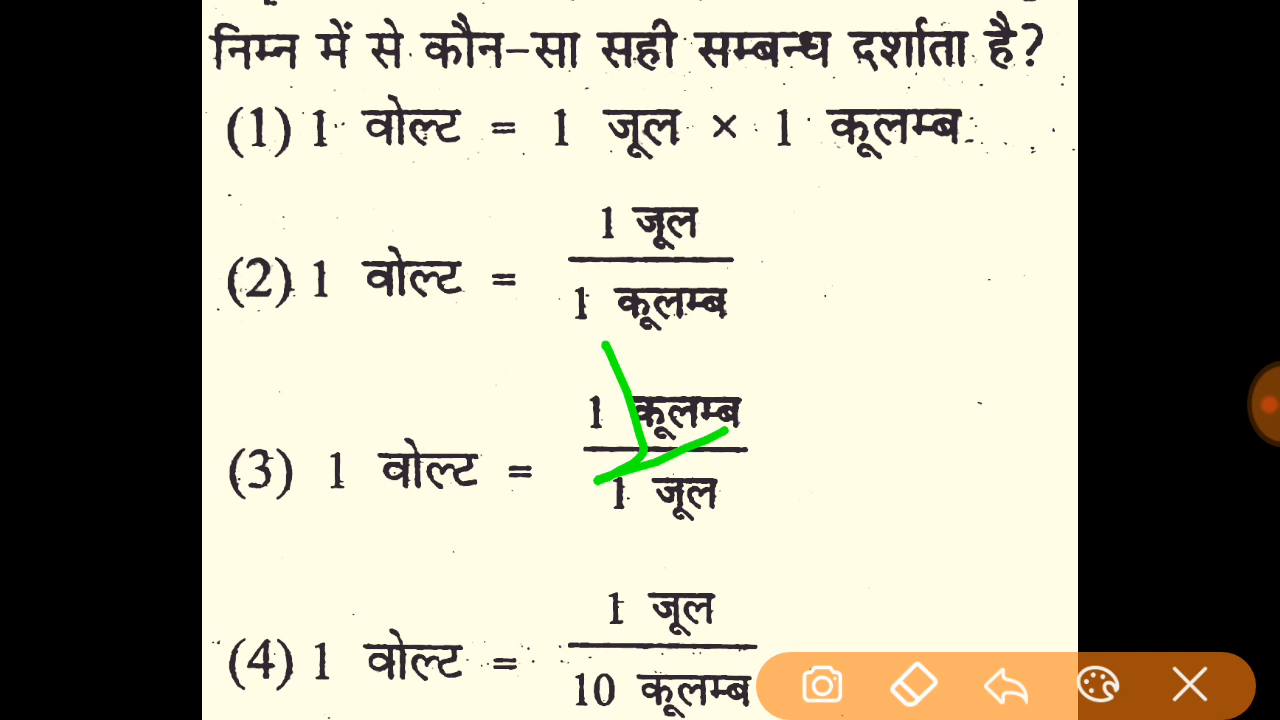 निम्न में से कौन-सा सही सम्बन्ध दर्शाता है?
(1) 1 वोल्ट = 1 जूल × 1 कूलम्ब
(2) 1 वोल्ट = 1 जूल
1 कूलम्ब
(3) 1 वोल्ट = 1 कूलम्ब
1 जूल
(4) 1 वोल्ट = 1 जूल
10 कूलम्ब